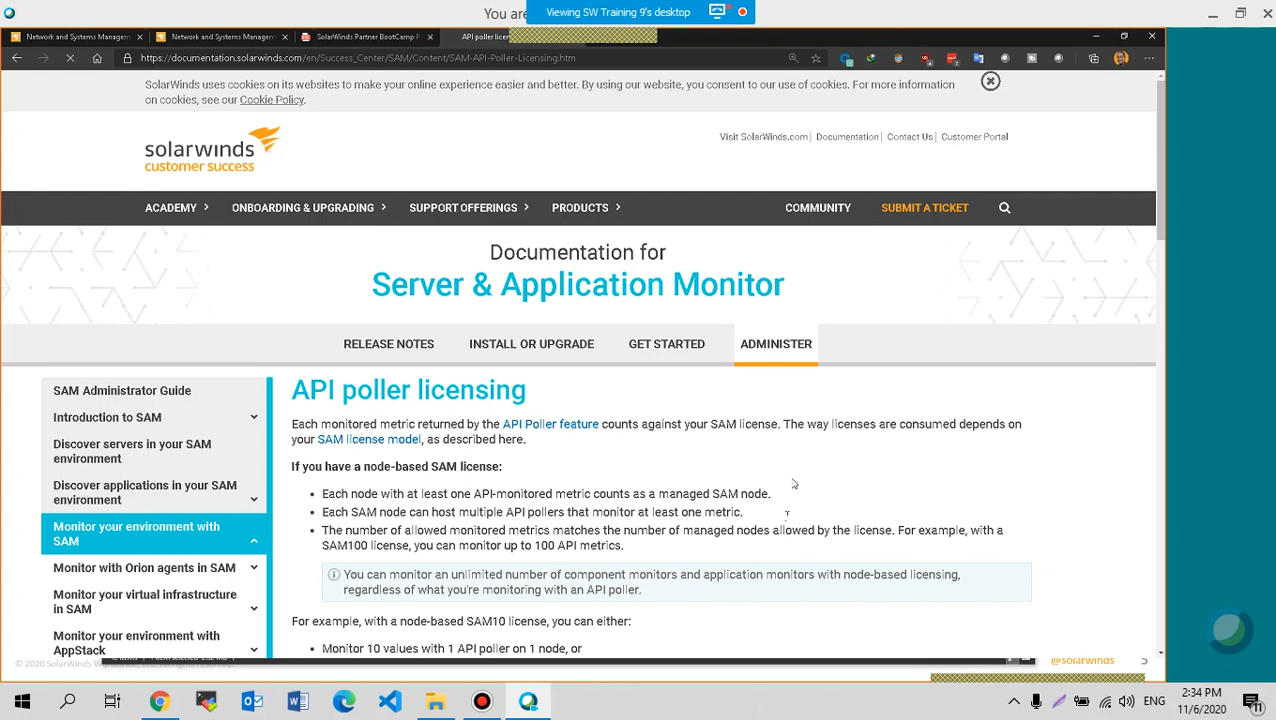 You are
Viewing SW Training 9's desktop
Network and Systems Managem
Network and Systems Managem
SolarWinds Partner BootCamp P
API poller licen
https://documentation.solarwinds.com/en/Success_Center/SAM/Content/SAM-API-Poller-Licensing.htm
SolarWinds uses cookies on its websites to make your online experience easier and better. By using our website, you consent to our use of cookies. For more information
on cookies, see our Cookie Policy.
solarwinds
customer success
Visit SolarWinds.com | Documentation | Contact Us | Customer Portal
ACADEMY
ONBOARDING & UPGRADING
SUPPORT OFFERINGS
PRODUCTS
COMMUNITY
SUBMIT A TICKET
Documentation for
Server & Application Monitor
RELEASE NOTES
INSTALL OR UPGRADE
GET STARTED
ADMINISTER
SAM Administrator Guide
Introduction to SAM
Discover servers in your SAM
environment
Discover applications in your SAM
environment
Monitor your environment with
SAM
Monitor with Orion agents in SAM
Monitor your virtual infrastructure
in SAM
Monitor your environment with
AppStack
API poller licensing
Each monitored metric returned by the API Poller feature counts against your SAM license. The way licenses are consumed depends on
your SAM license model, as described here.
If you have a node-based SAM license:
• Each node with at least one API-monitored metric counts as a managed SAM node.
• Each SAM node can host multiple API pollers that monitor at least one metric.
• The number of allowed monitored metrics matches the number of managed nodes allowed by the license. For example, with a
SAM100 license, you can monitor up to 100 API metrics.
You can monitor an unlimited number of component monitors and application monitors with node-based licensing,
regardless of what you're monitoring with an API poller.
For example, with a node-based SAM10 license, you can either:
• Monitor 10 values with 1 API poller on 1 node, or
@solarwinds
5
© 2020 SolarWinds
ENG
2:34 PM
11/6/2020